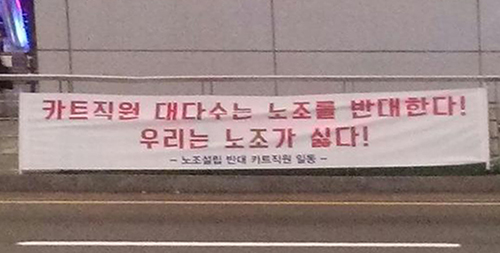 카트직원 대다수는 노조를 반대한다!
우리는 노조가 싫다!
- 노조설립 반대 카트직원 일동 -